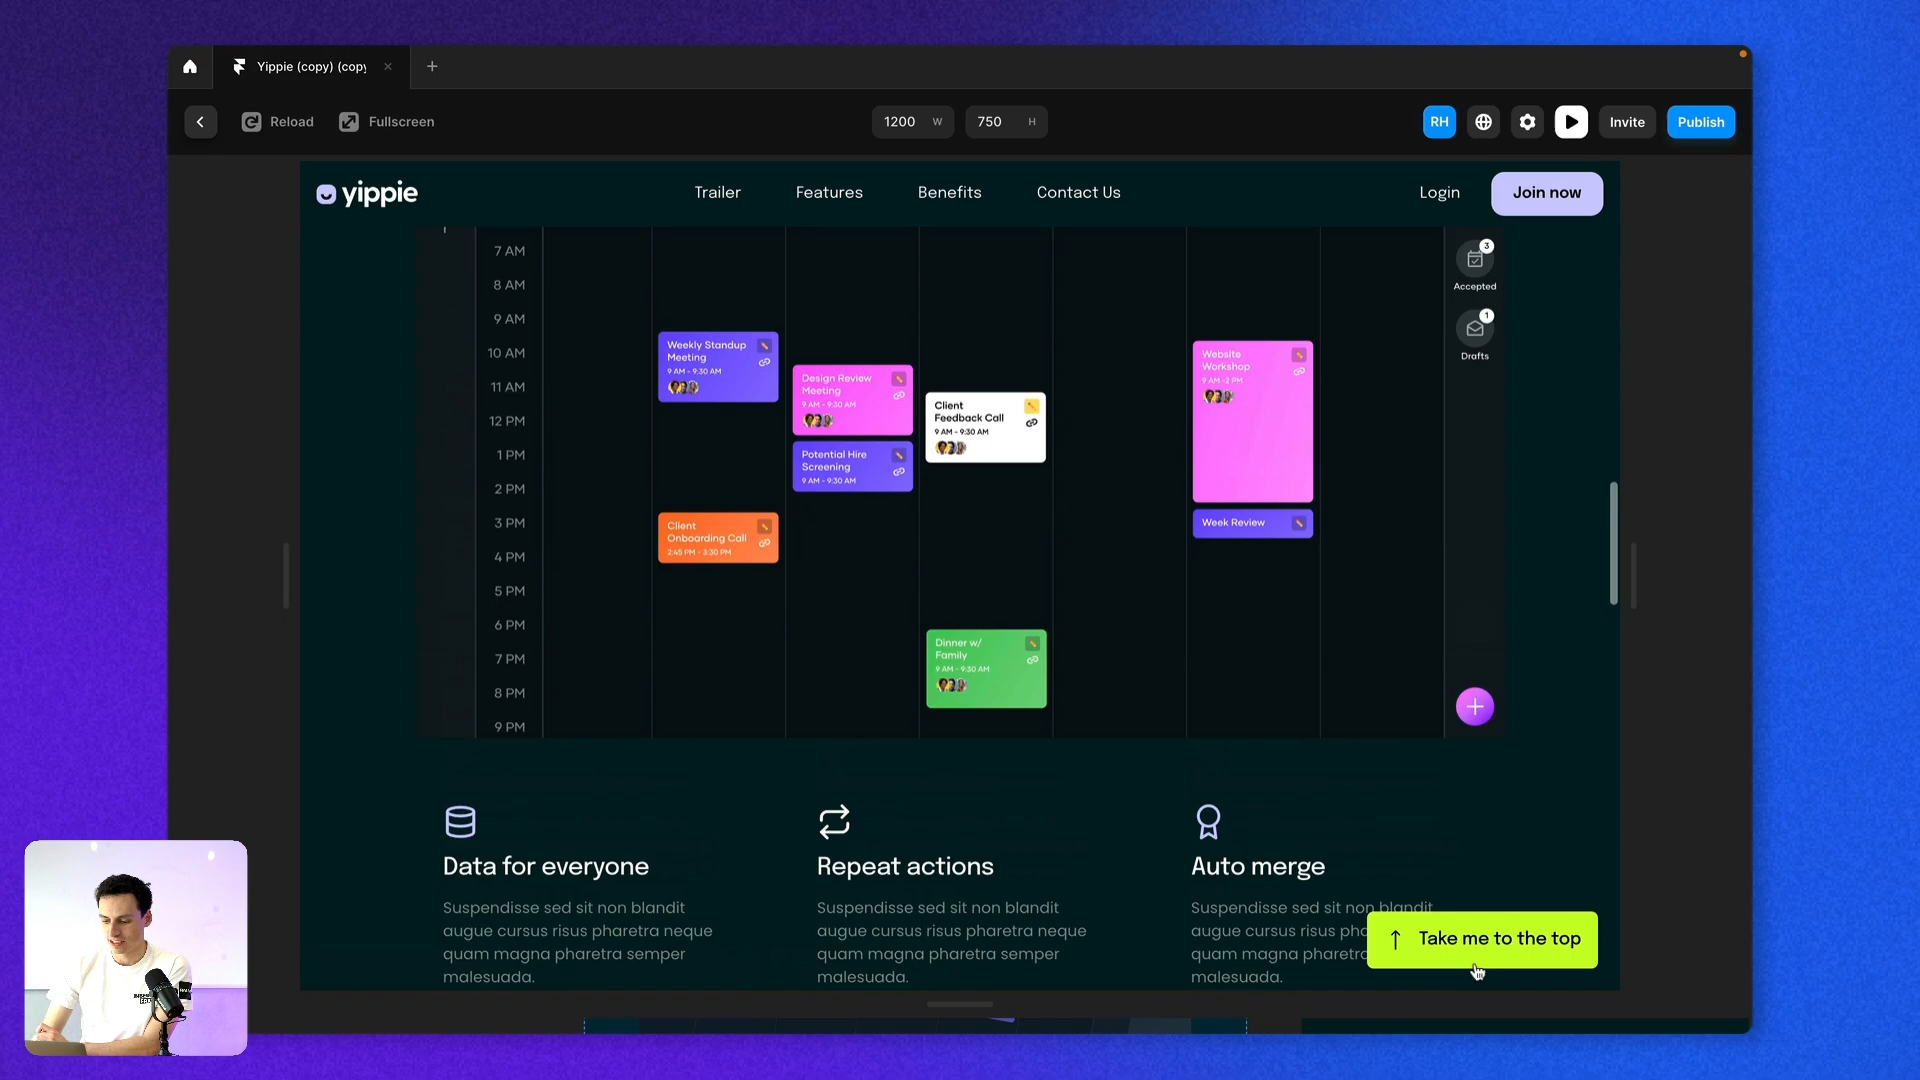 Yippie (copy) (copy
Reload
Fullscreen
1200 W
750 H
RH
Invite
Publish
yippie
Trailer
Features
Benefits
Contact Us
Login
Join now
7 AM
8 AM
9 AM
10 AM
11 AM
12 PM
1 PM
2 PM
3 PM
4 PM
5 PM
6 PM
7 PM
8 PM
9 PM
Weekly Standup
Meeting
9 AM - 9:30 AM
Client
Onboarding Call
2:45 PM - 3:30 PM
Design Review
Meeting
9 AM - 9:30 AM
Potential Hire
Screening
9 AM - 9:30 AM
Client
Feedback Call
9 AM - 9:30 AM
Dinner w/
Family
9 AM - 9:30 AM
Website
Workshop
9 AM -2 PM
Week Review
3
Accepted
1
Drafts
Data for everyone
Suspendisse sed sit non blandit
augue cursus risus pharetra neque
quam magna pharetra semper
malesuada.
Repeat actions
Suspendisse sed sit non blandit
augue cursus risus pharetra neque
quam magna pharetra semper
malesuada.
Auto merge
Suspendisse sed sit non blandit
augue cursus risus pha
quam magna pharetra
malesuada.
Take me to the top